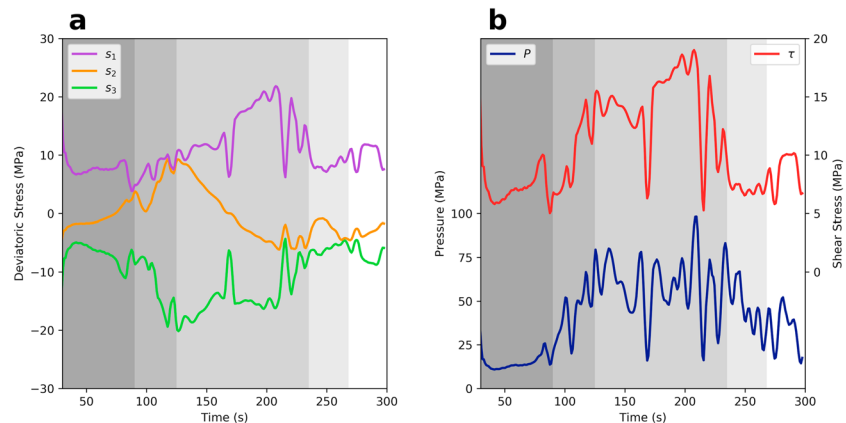 a
30
20
10
0
−10
−20
−30
Deviatoric Stress (MPa)
s1
s2
s3
50
100
150
200
250
300
Time (s)
b
P
τ
100
75
50
25
0
Pressure (MPa)
20
15
10
5
0
Shear Stress (MPa)
50
100
150
200
250
300
Time (s)